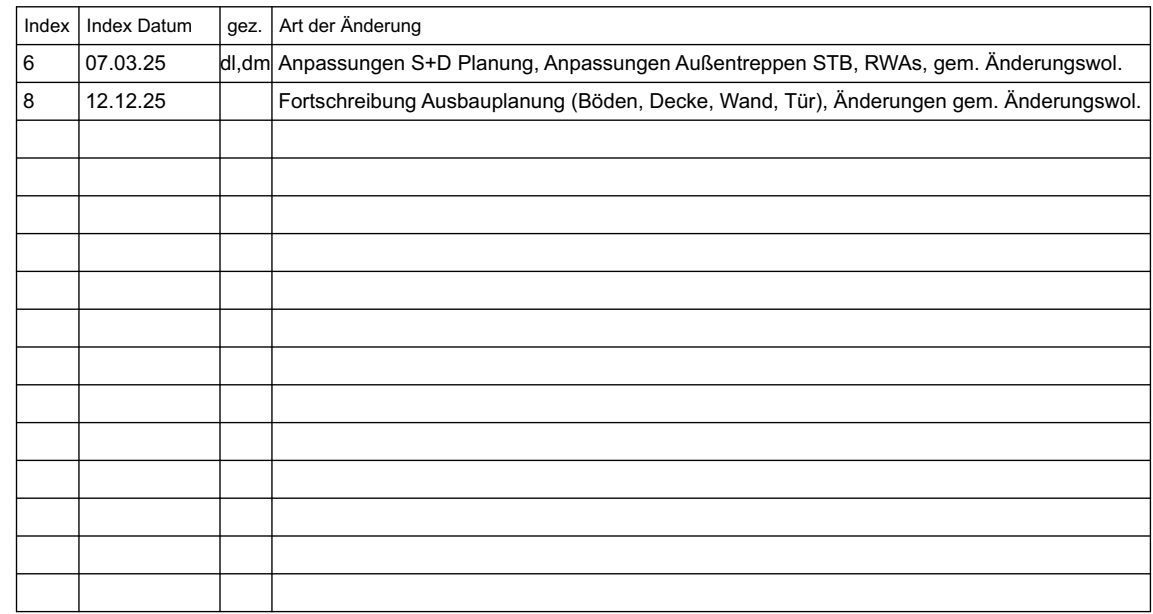 Index Index Datum gez. Art der Änderung
6 07.03.25 dl,dm Anpassungen S+D Planung, Anpassungen Außentreppen STB, RWAs, gem. Änderungswol.
8 12.12.25 Fortschreibung Ausbauplanung (Böden, Decke, Wand, Tür), Änderungen gem. Änderungswol.